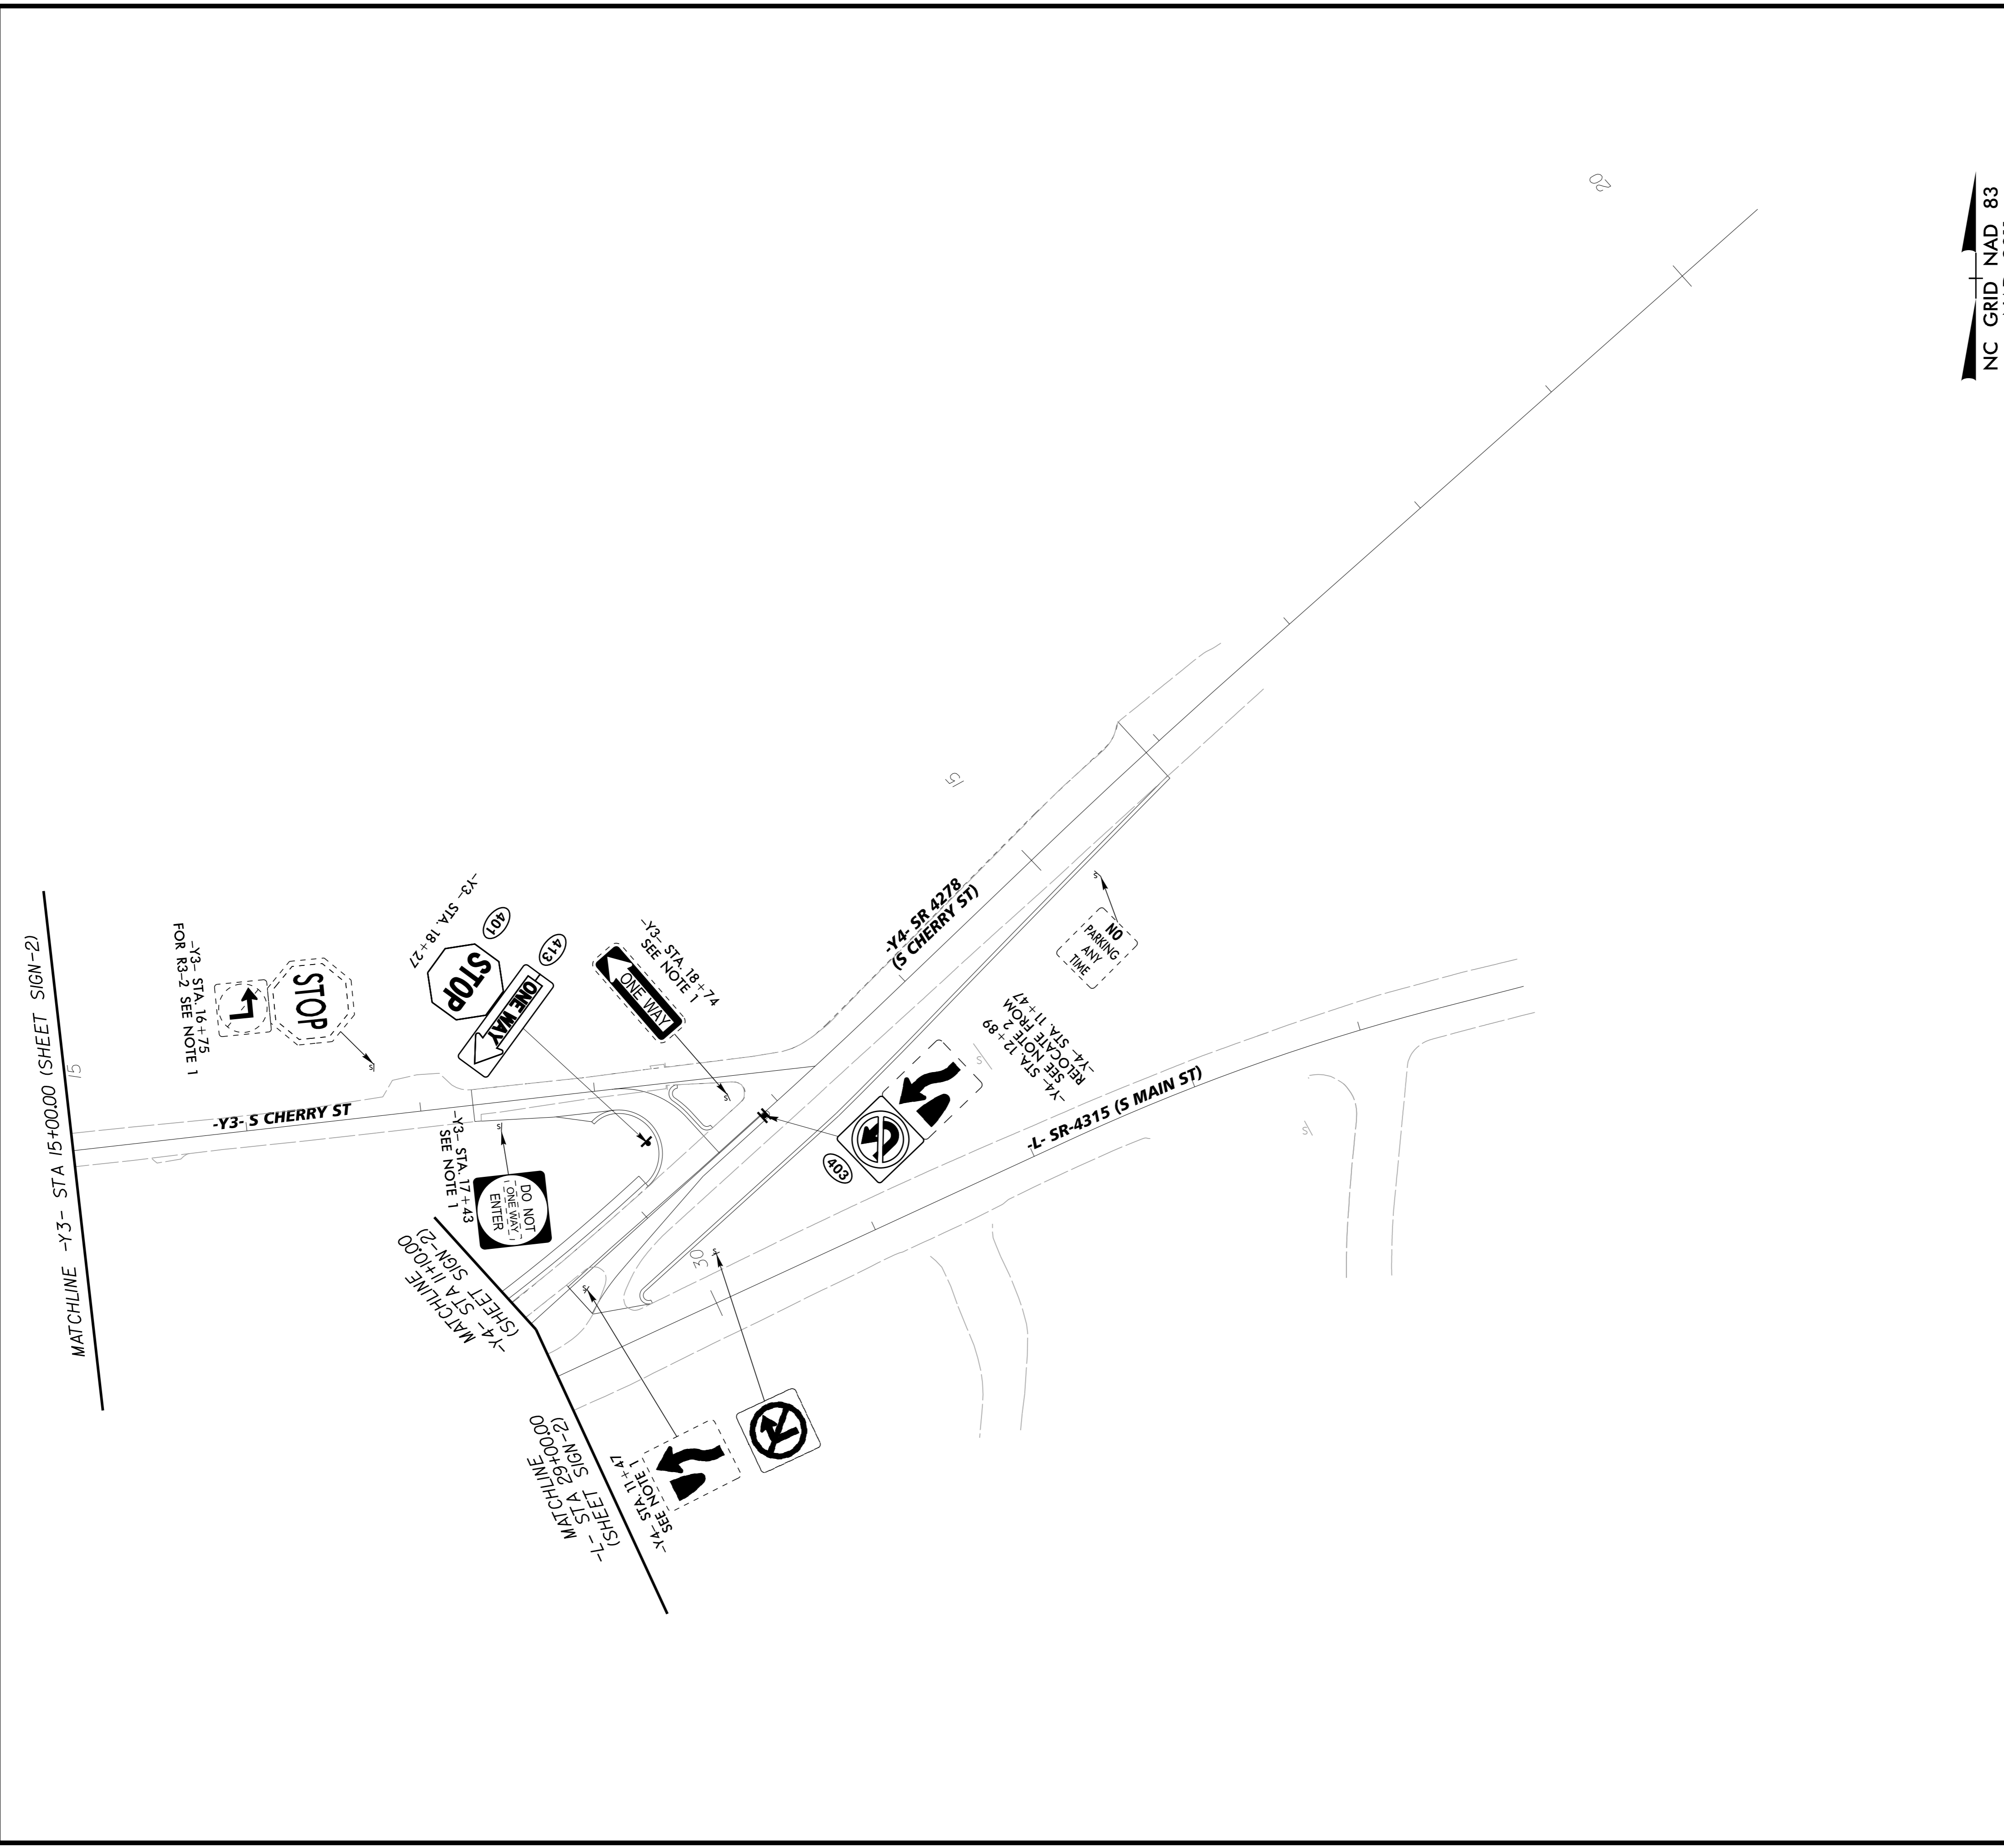 20
NC GRID NAD 83
15
-Y4- SR 4278
(S CHERRY ST)
NO
PARKING
ANY
TIME
-Y4- STA. 12+89
SEE NOTE 2
RELOCATE FROM
-Y4- STA. 11+47
S
S
S
403
-L- SR-4315 (S MAIN ST)
S
-Y3- STA. 18+74
SEE NOTE 1
ONE WAY
S
413
ONE WAY
401
STOP
-Y3- STA. 18+27
STOP
-Y3- STA. 16+75
FOR R3-2 SEE NOTE 1
S
MATCHLINE -Y3- STA 15+00.00 (SHEET SIGN-2)
15
-Y3- S CHERRY ST
S
-Y3- STA. 17+43
SEE NOTE 1
DO NOT
ONE WAY
ENTER
MATCHLINE
-Y4- STA 11+10.00
(SHEET SIGN-2)
30
S
S
MATCHLINE
-L- STA 29+00.00
(SHEET SIGN-2)
-Y4- STA. 11+47
SEE NOTE 1